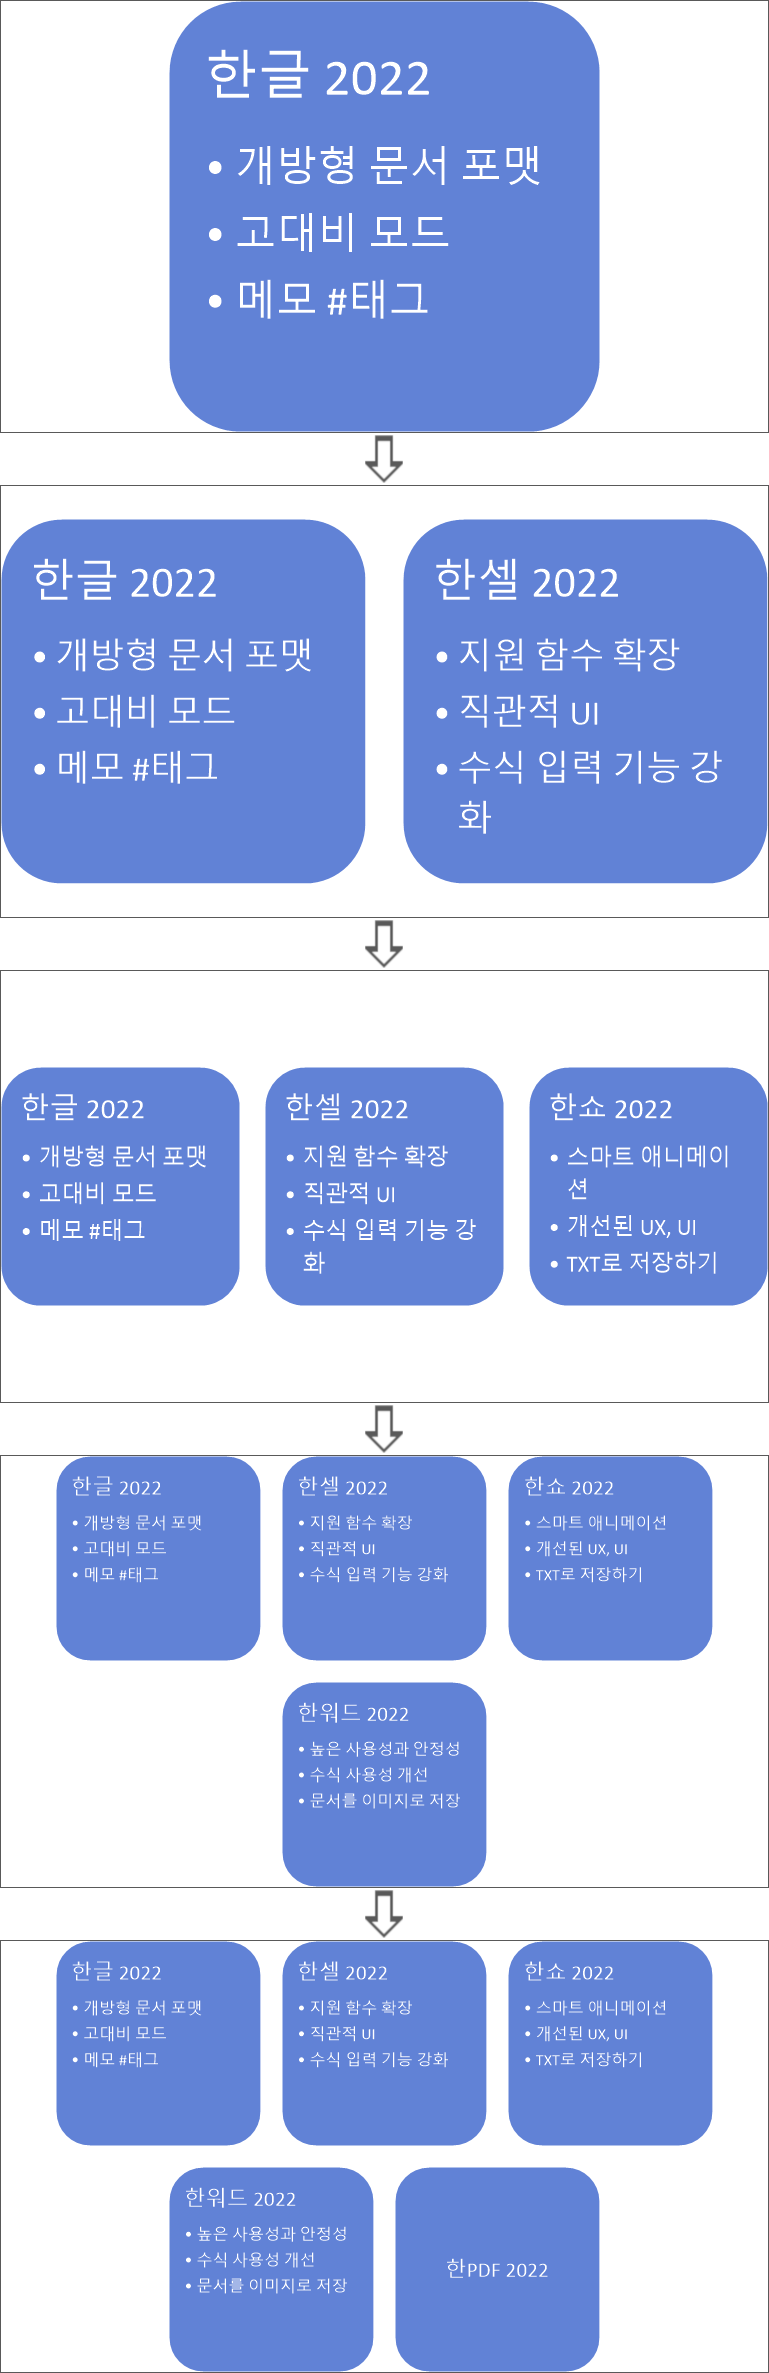 한글 2022
• 개방형 문서 포맷
• 고대비 모드
• 메모 #태그
한글 2022
• 개방형 문서 포맷
• 고대비 모드
• 메모 #태그
한셀 2022
• 지원 함수 확장
• 직관적 UI
• 수식 입력 기능 강
화
한글 2022
• 개방형 문서 포맷
• 고대비 모드
• 메모 #태그
한셀 2022
• 지원 함수 확장
• 직관적 UI
• 수식 입력 기능 강
화
한쇼 2022
• 스마트 애니메이
션
• 개선된 UX, UI
• TXT로 저장하기
한글 2022
• 개방형 문서 포맷
• 고대비 모드
• 메모 #태그
한셀 2022
• 지원 함수 확장
• 직관적 UI
• 수식 입력 기능 강화
한쇼 2022
• 스마트 애니메이션
• 개선된 UX, UI
• TXT로 저장하기
한워드 2022
• 높은 사용성과 안정성
• 수식 사용성 개선
• 문서를 이미지로 저장
한글 2022
• 개방형 문서 포맷
• 고대비 모드
• 메모 #태그
한셀 2022
• 지원 함수 확장
• 직관적 UI
• 수식 입력 기능 강화
한쇼 2022
• 스마트 애니메이션
• 개선된 UX, UI
• TXT로 저장하기
한워드 2022
• 높은 사용성과 안정성
• 수식 사용성 개선
• 문서를 이미지로 저장
한PDF 2022